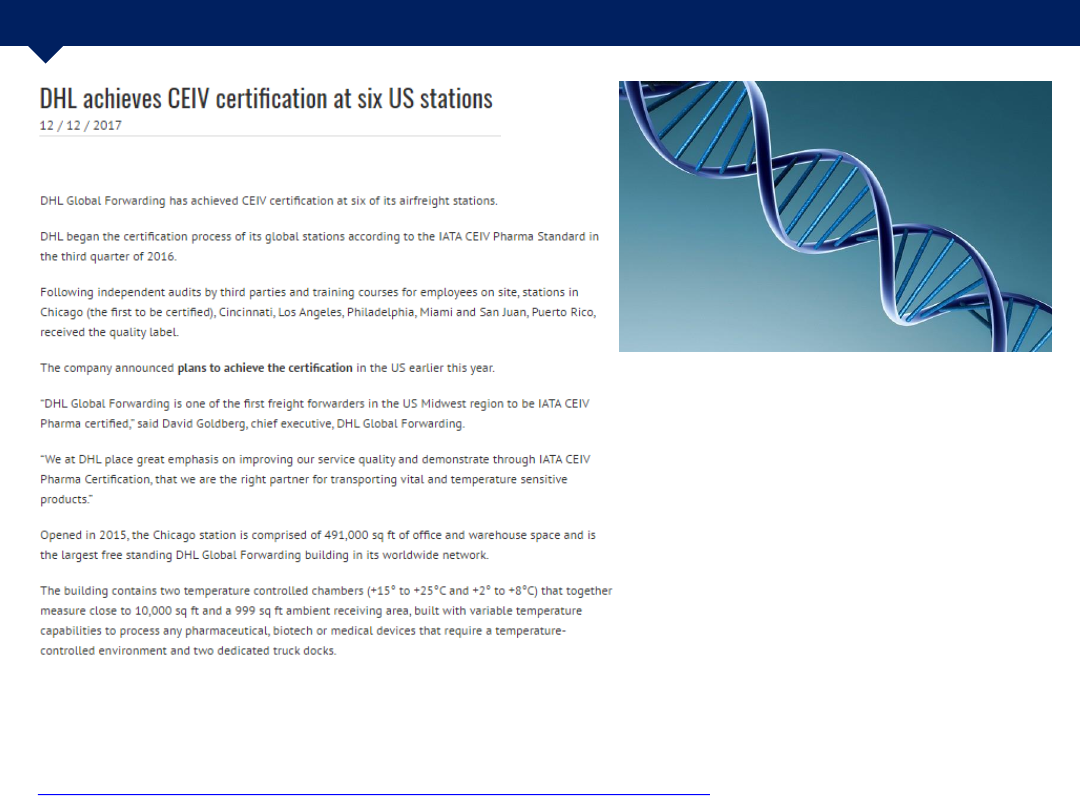 DHL achieves CEIV certification at six US stations
12 / 12 / 2017
DHL Global Forwarding has achieved CEIV certification at six of its airfreight stations.
DHL began the certification process of its global stations according to the IATA CEIV Pharma Standard in
the third quarter of 2016.
Following independent audits by third parties and training courses for employees on site, stations in
Chicago (the first to be certified), Cincinnati, Los Angeles, Philadelphia, Miami and San Juan, Puerto Rico,
received the quality label.
The company announced plans to achieve the certification in the US earlier this year.
“DHL Global Forwarding is one of the first freight forwarders in the US Midwest region to be IATA CEIV
Pharma certified,” said David Goldberg, chief executive, DHL Global Forwarding.
“We at DHL place great emphasis on improving our service quality and demonstrate through IATA CEIV
Pharma Certification, that we are the right partner for transporting vital and temperature sensitive
products.”
Opened in 2015, the Chicago station is comprised of 491,000 sq ft of office and warehouse space and is
the largest free standing DHL Global Forwarding building in its worldwide network.
The building contains two temperature controlled chambers (+15° to +25°C and +2° to +8°C) that together
measure close to 10,000 sq ft and a 999 sq ft ambient receiving area, built with variable temperature
capabilities to process any pharmaceutical, biotech or medical devices that require a temperature-
controlled environment and two dedicated truck docks.